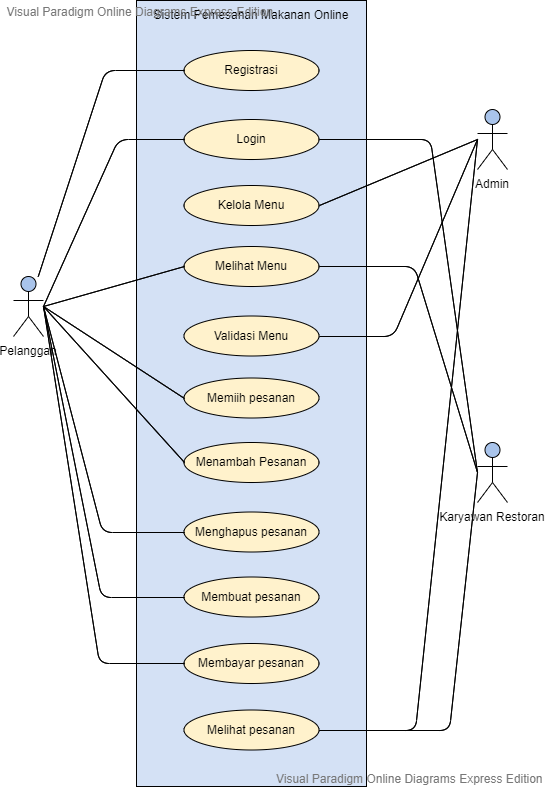 Visual Paradigm Online Diagrams Express Edition
Sistem Pemesanan Makanan Online
Registrasi
Login
Admin
Kelola Menu
Melihat Menu
Validasi Menu
Pelanggan
Memiih pesanan
Menambah Pesanan
Karyawan Restoran
Menghapus pesanan
Membuat pesanan
Membayar pesanan
Melihat pesanan
Visual Paradigm Online Diagrams Express Edition